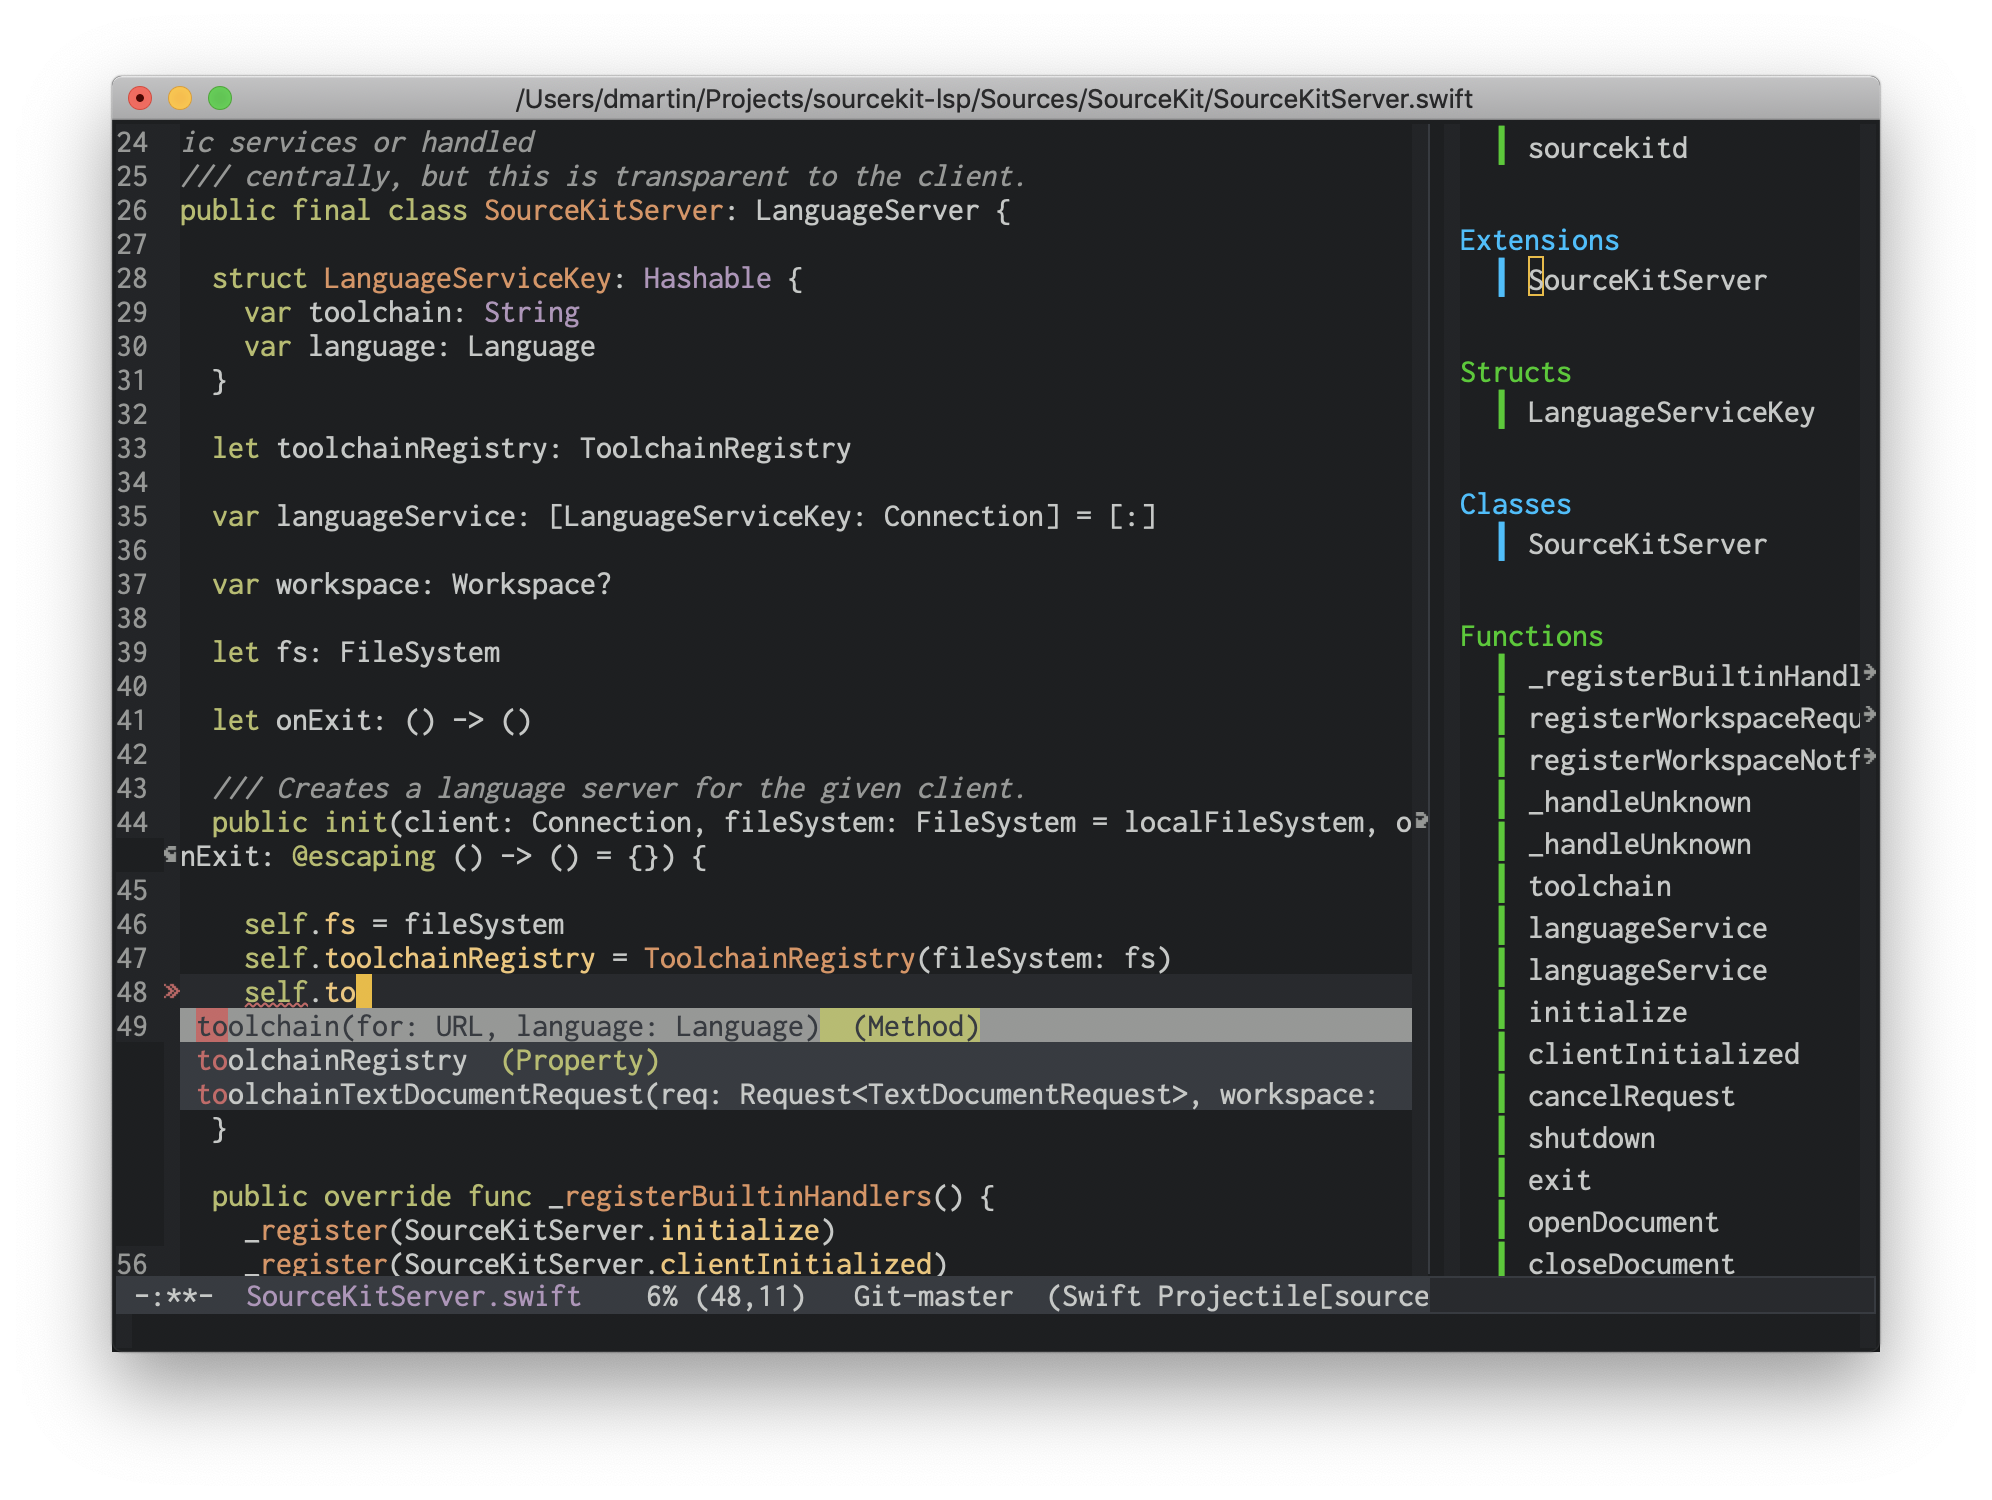 /Users/dmartin/Projects/sourcekit-lsp/Sources/SourceKit/SourceKitServer.swift
24 ic services or handled
25 /// centrally, but this is transparent to the client.
26 public final class SourceKitServer: LanguageServer {
27
28 struct LanguageServiceKey: Hashable {
29 var toolchain: String
30 var language: Language
31 }
32
33 let toolchainRegistry: ToolchainRegistry
34
35 var languageService: [LanguageServiceKey: Connection] = [:]
36
37 var workspace: Workspace?
38
39 let fs: FileSystem
40
41 let onExit: () -> ()
42
43 /// Creates a language server for the given client.
44 public init(client: Connection, fileSystem: FileSystem = localFileSystem, o
nExit: @escaping () -> () = {}) {
45
46 self.fs = fileSystem
47 self.toolchainRegistry = ToolchainRegistry(fileSystem: fs)
48 self.to
49 toolchain(for: URL, language: Language) (Method)
toolchainRegistry (Property)
toolchainTextDocumentRequest(req: Request<TextDocumentRequest>, workspace:
}
public override func _registerBuiltinHandlers() {
_register(SourceKitServer.initialize)
56 _register(SourceKitServer.clientInitialized)
-:**- SourceKitServer.swift 6% (48,11) Git-master (Swift Projectile[source
sourcekitd
Extensions
SourceKitServer
Structs
LanguageServiceKey
Classes
SourceKitServer
Functions
_registerBuiltinHandl
registerWorkspaceRequ
registerWorkspaceNotf
_handleUnknown
_handleUnknown
toolchain
languageService
languageService
initialize
clientInitialized
cancelRequest
shutdown
exit
openDocument
closeDocument